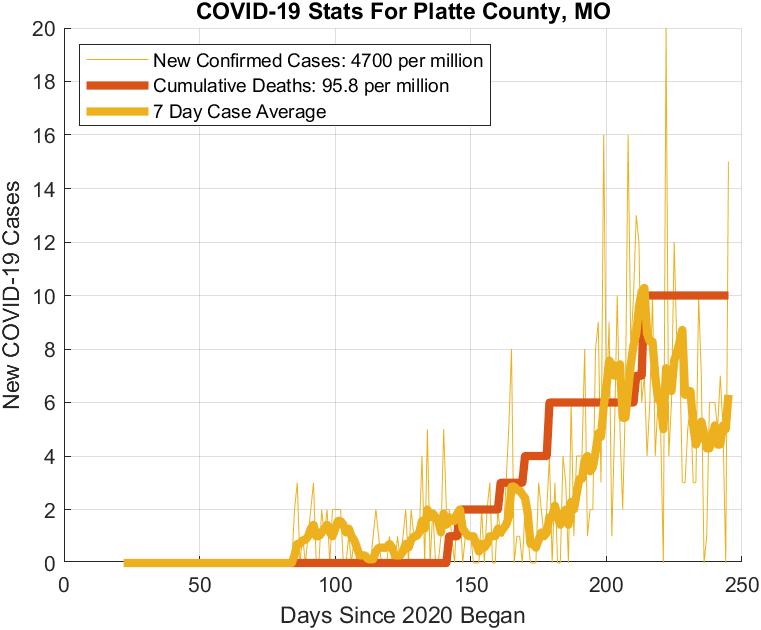 COVID-19 Stats For Platte County, MO
New Confirmed Cases: 4700 per million
Cumulative Deaths: 95.8 per million
7 Day Case Average
New COVID-19 Cases
20
18
16
14
12
10
8
6
4
2
0
0 50 100 150 200 250
Days Since 2020 Began